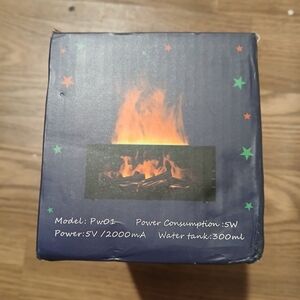 Model: Pw01 Power Consumption :5W
Power:5V /2000mA Water tank:300ml